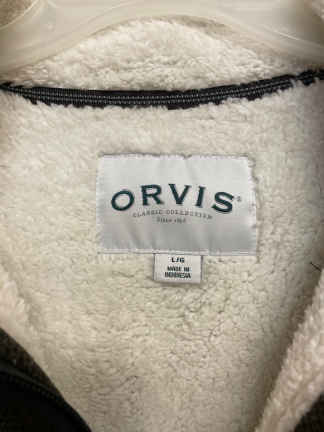 ORVIS®
CLASSIC COLLECTION
Since 1856
L/G
MADE IN
INDONESIA